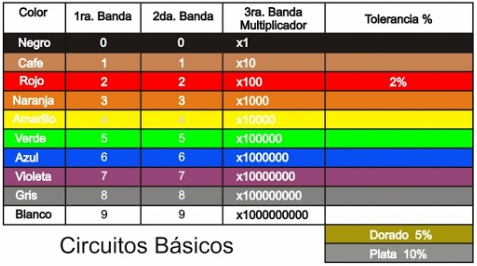 Color 1ra. Banda 2da. Banda 3ra. Banda Multiplicador Tolerancia %
Negro 0 0 x1
Cafe 1 1 x10
Rojo 2 2 x100 2%
Naranja 3 3 x1000
Amarillo 4 4 x10000
Verde 5 5 x100000
Azul 6 6 x1000000
Violeta 7 7 x10000000
Gris 8 8 x100000000
Blanco 9 9 x1000000000
Dorado 5%
Circuitos Básicos
Plata 10%